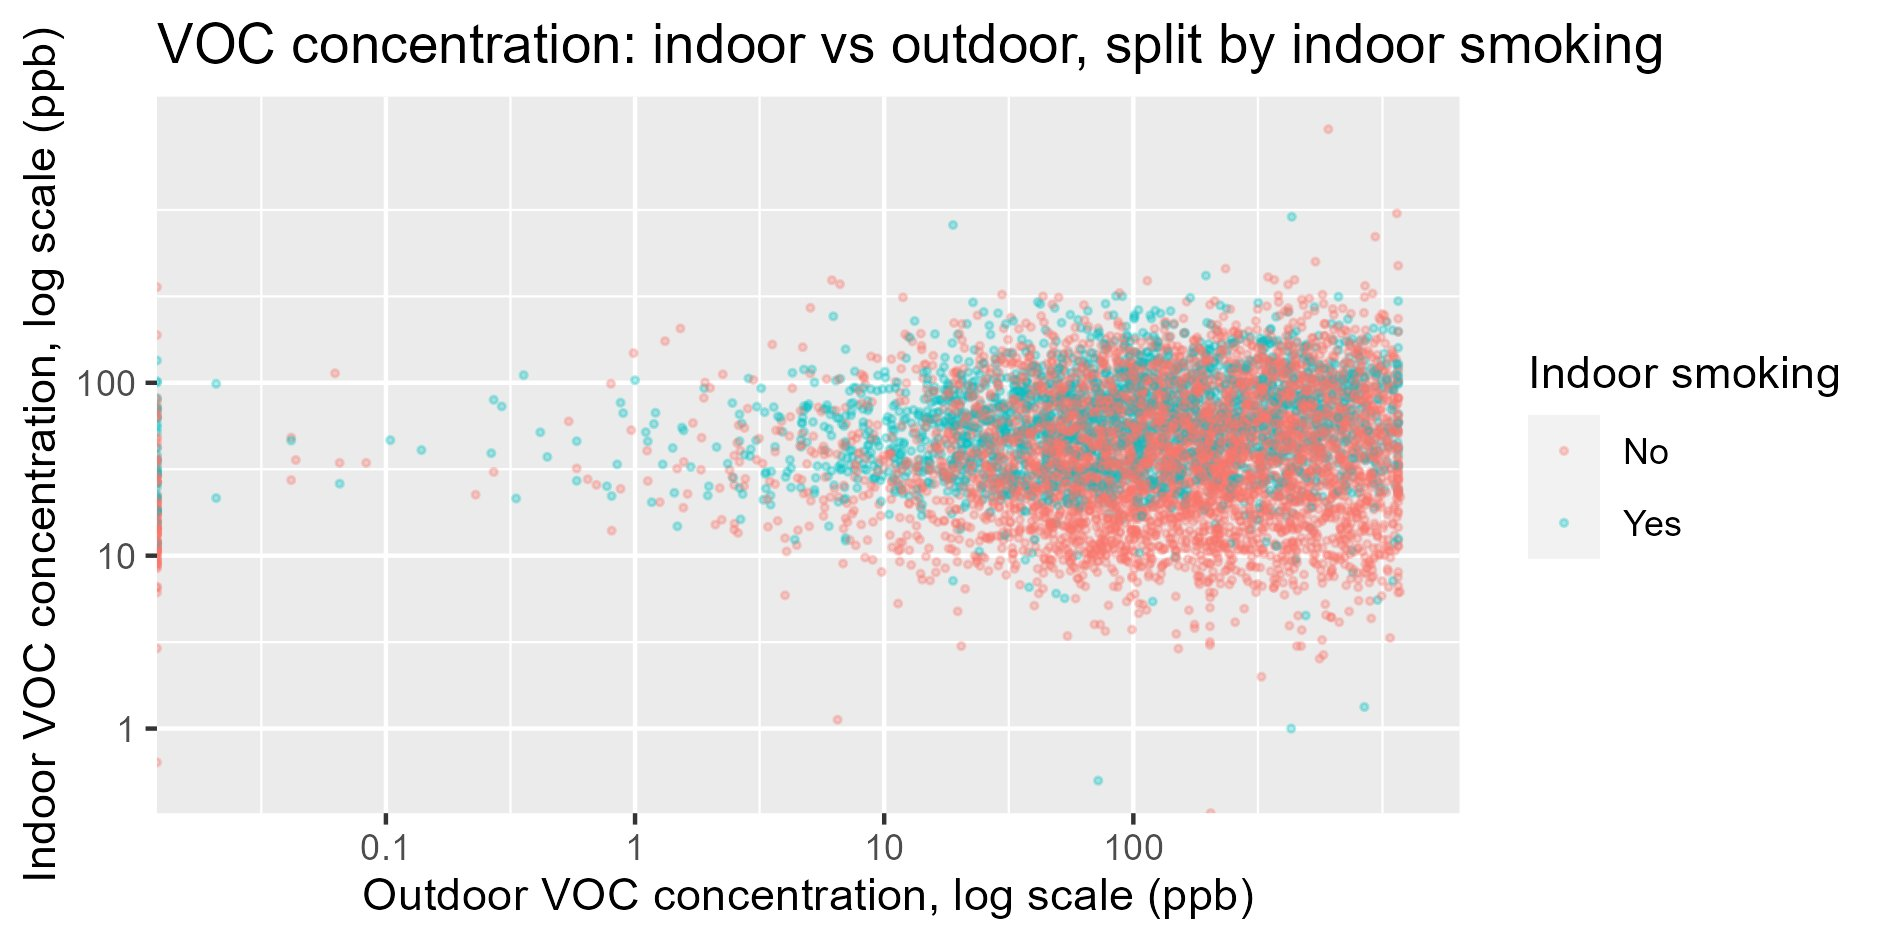 VOC concentration: indoor vs outdoor, split by indoor smoking
Indoor VOC concentration, log scale (ppb)
100
10
1
0.1
1
10
100
Outdoor VOC concentration, log scale (ppb)
Indoor smoking
No
Yes